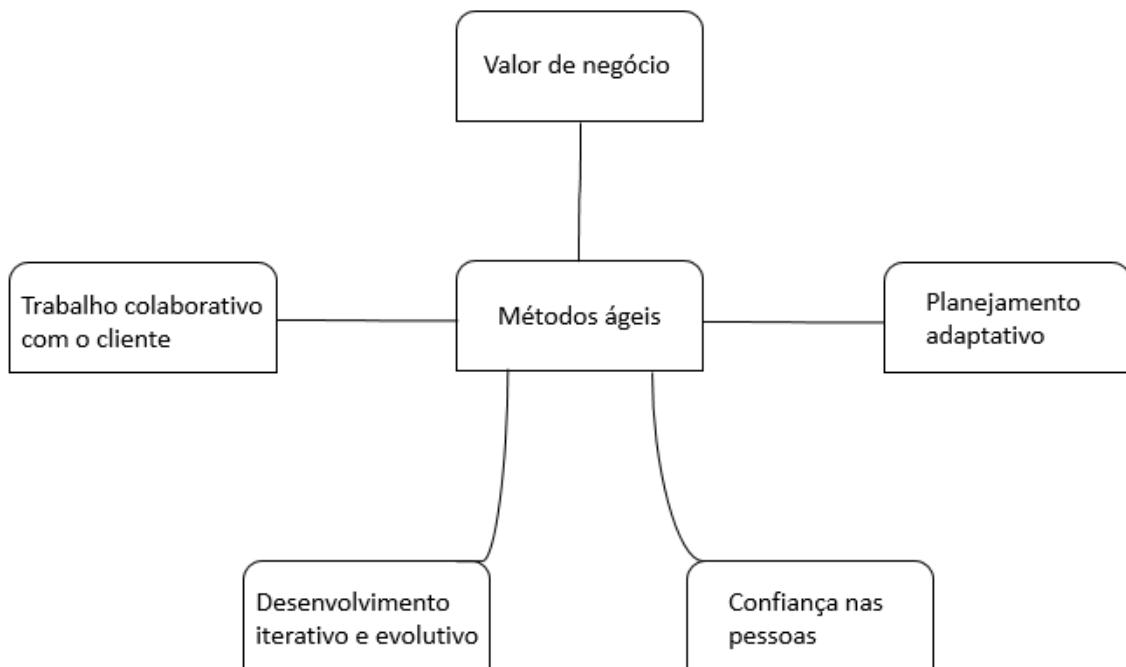 Valor de negócio
Trabalho colaborativo
com o cliente
Métodos ágeis
Planejamento
adaptativo
Desenvolvimento
iterativo e evolutivo
Confiança nas
pessoas